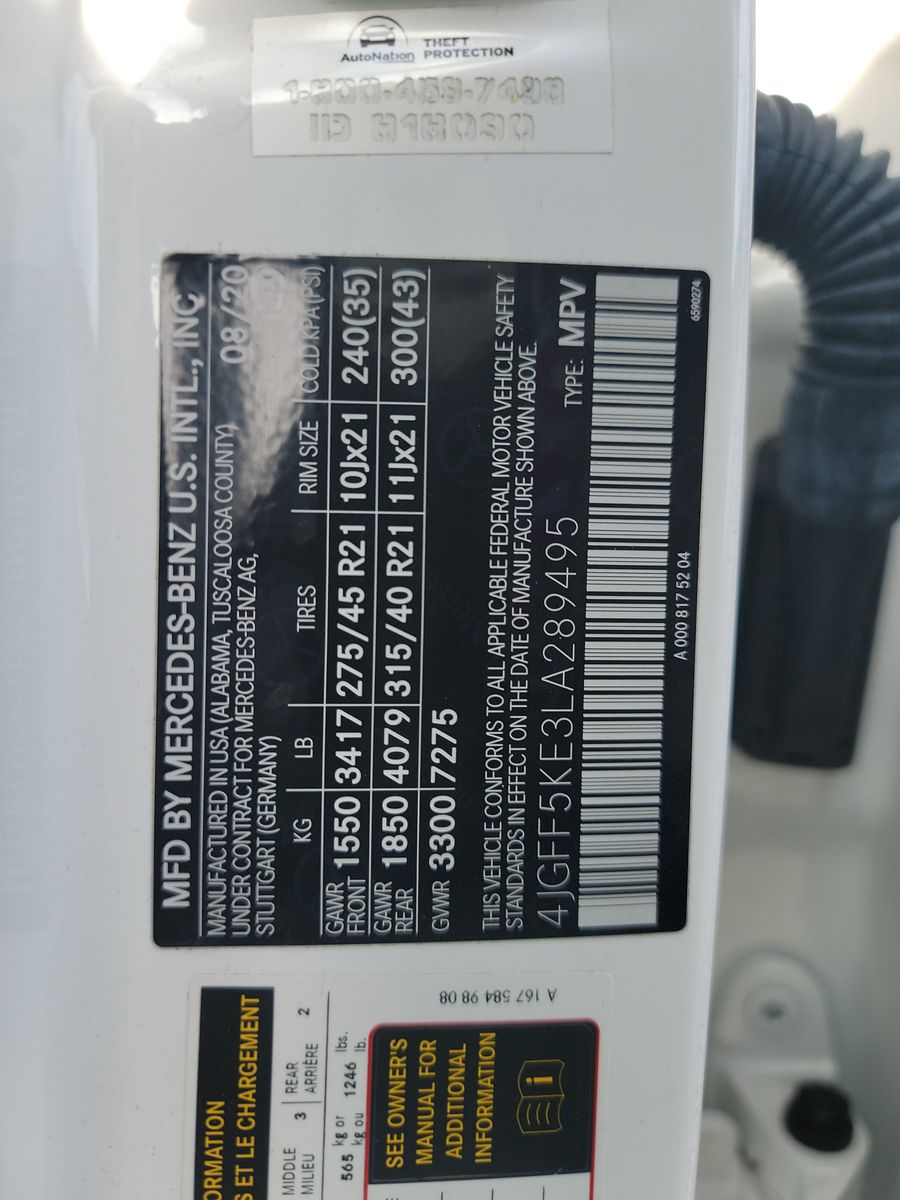 AutoNation
THEFT
PROTECTION
ID
MFD BY MERCEDES-BENZ U.S. INTL., INC
MANUFACTURED IN USA (ALABAMA, TUSCALOOSA COUNTY) 08/20
UNDER CONTRACT FOR MERCEDES-BENZ AG,
STUTTGART (GERMANY)
KG LB TIRES RIM SIZE COLD KPA (PSI)
GAWR FRONT 1550 3417 275/45 R21 10Jx21 240(35)
GAWR REAR 1850 4079 315/40 R21 11Jx21 300(43)
GVWR 3300 7275
THIS VEHICLE CONFORMS TO ALL APPLICABLE FEDERAL MOTOR VEHICLE SAFETY
STANDARDS IN EFFECT ON THE DATE OF MANUFACTURE SHOWN ABOVE.
4JGFF5KE3LA289495 TYPE: MPV
A 000 817 52 04
6590274
ORMATION
S ET LE CHARGEMENT
MIDDLE
MILIEU 3
REAR
ARRIÈRE 2
565 kg or 1246 lbs.
kg ou lb.
SEE OWNER'S
MANUAL FOR
ADDITIONAL
INFORMATION
A 167 584 98 08